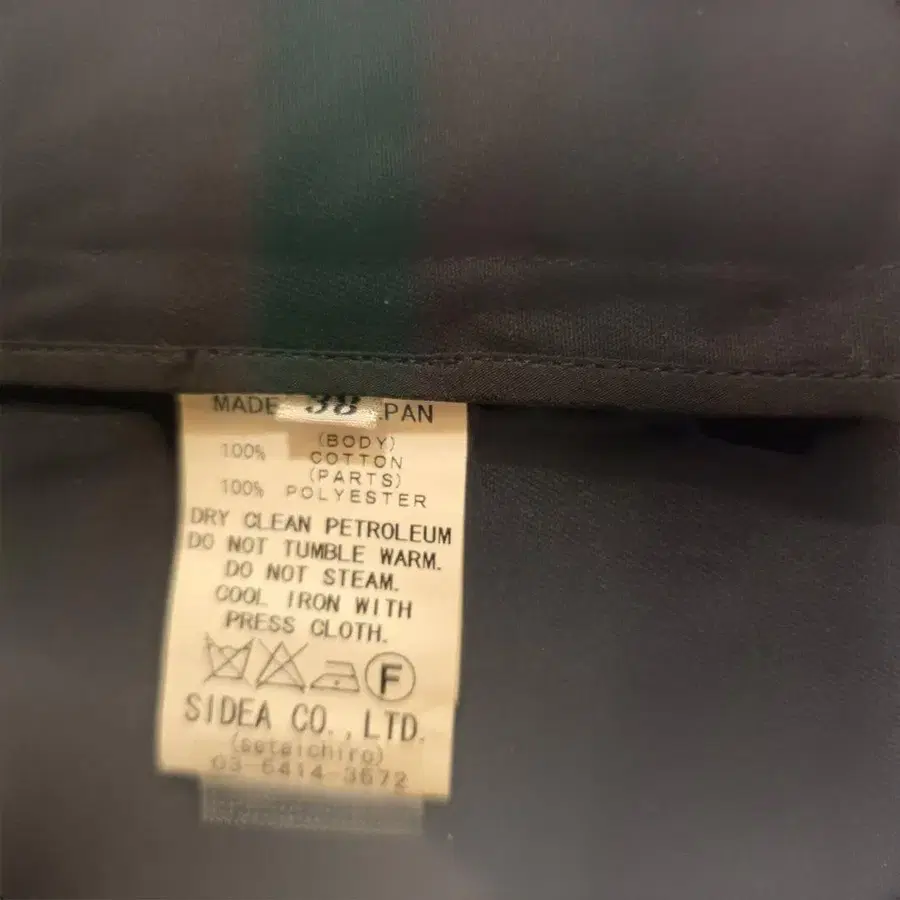 MADE 38 PAN
(BODY)
100% COTTON
(PARTS)
100% POLYESTER
DRY CLEAN PETROLEUM
DO NOT TUMBLE WARM.
DO NOT STEAM.
COOL IRON WITH
PRESS CLOTH.
F
SIDEA CO., LTD.
(setaichiro)
03-6414-3672